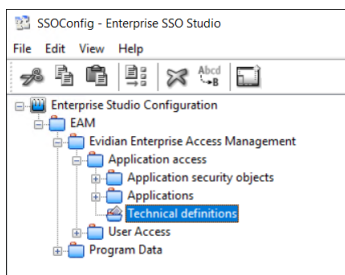 SSOConfig - Enterprise SSO Studio
File Edit View Help
Abcd
B
Enterprise Studio Configuration
EAM
Evidian Enterprise Access Management
Application access
Application security objects
Applications
Technical definitions
User Access
Program Data